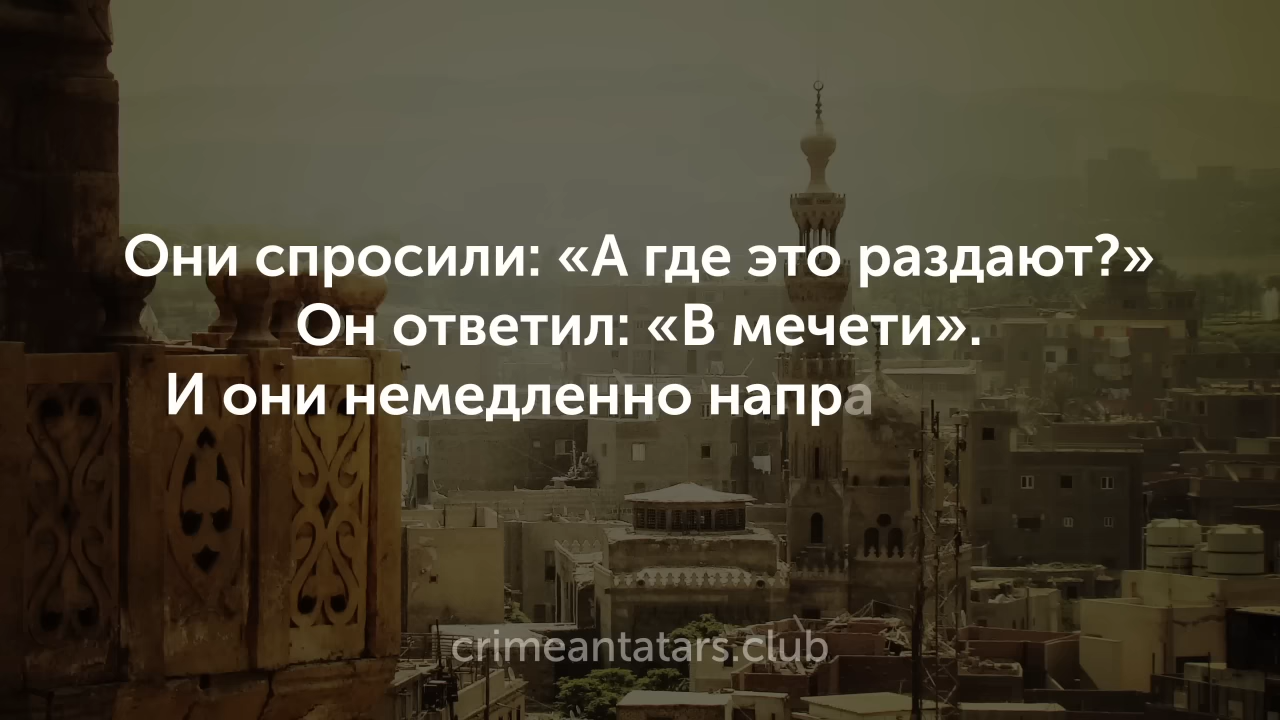 Они спросили: «А где это раздают?»
Он ответил: «В мечети».
И они немедленно напра
crimeantatars.club